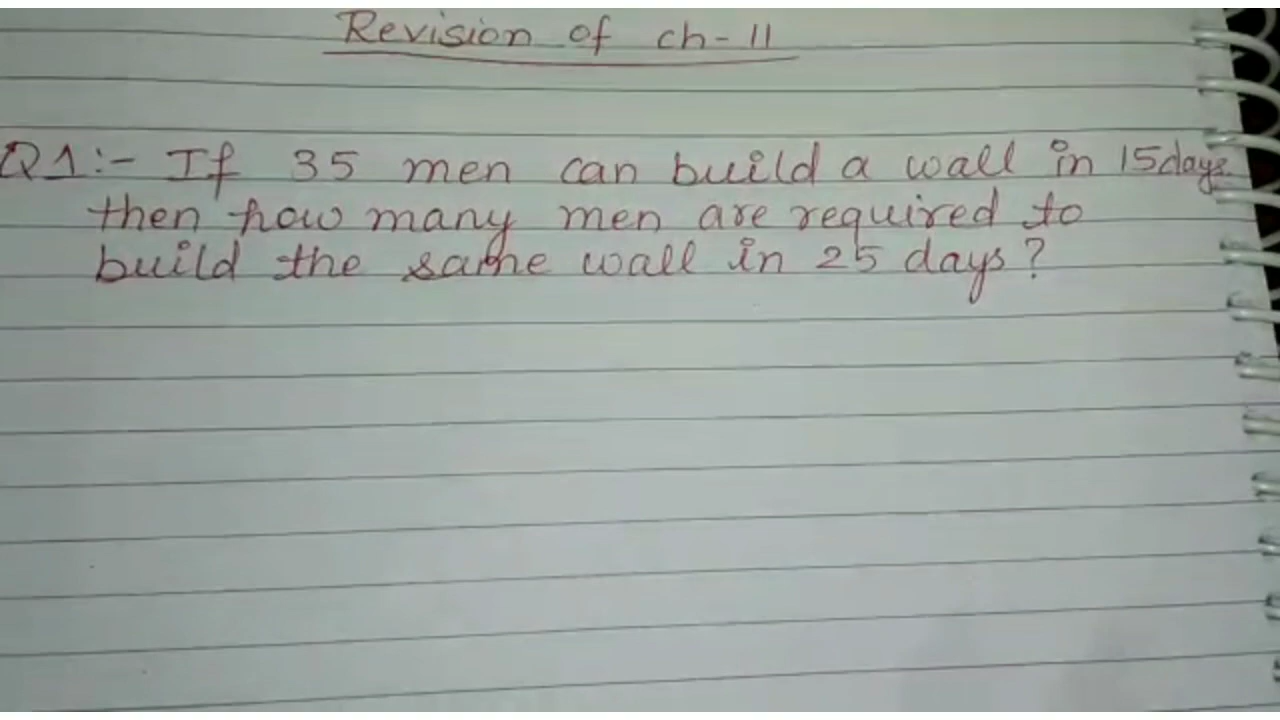 Revision of ch-11
Q1:- If 35 men can build a wall in 15days
then how many men are required to
build the same wall in 25 days?